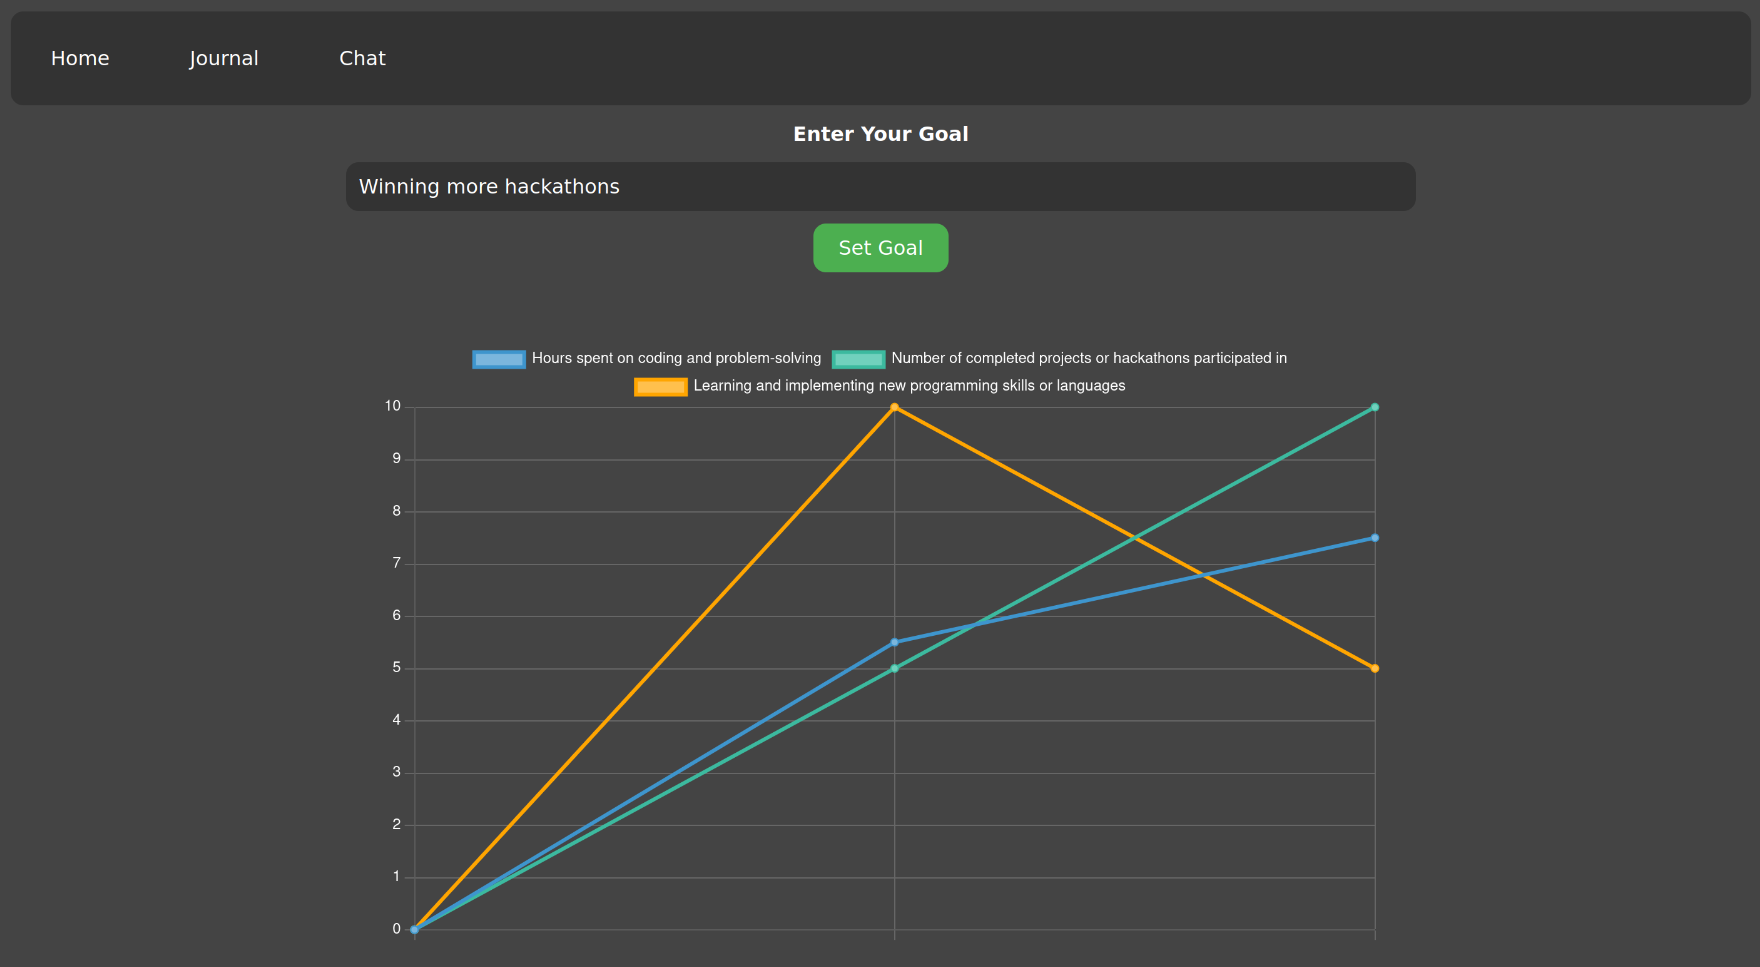 Home Journal Chat
Enter Your Goal
Winning more hackathons
Set Goal
Hours spent on coding and problem-solving Number of completed projects or hackathons participated in
Learning and implementing new programming skills or languages
10
9
8
7
6
5
4
3
2
1
0